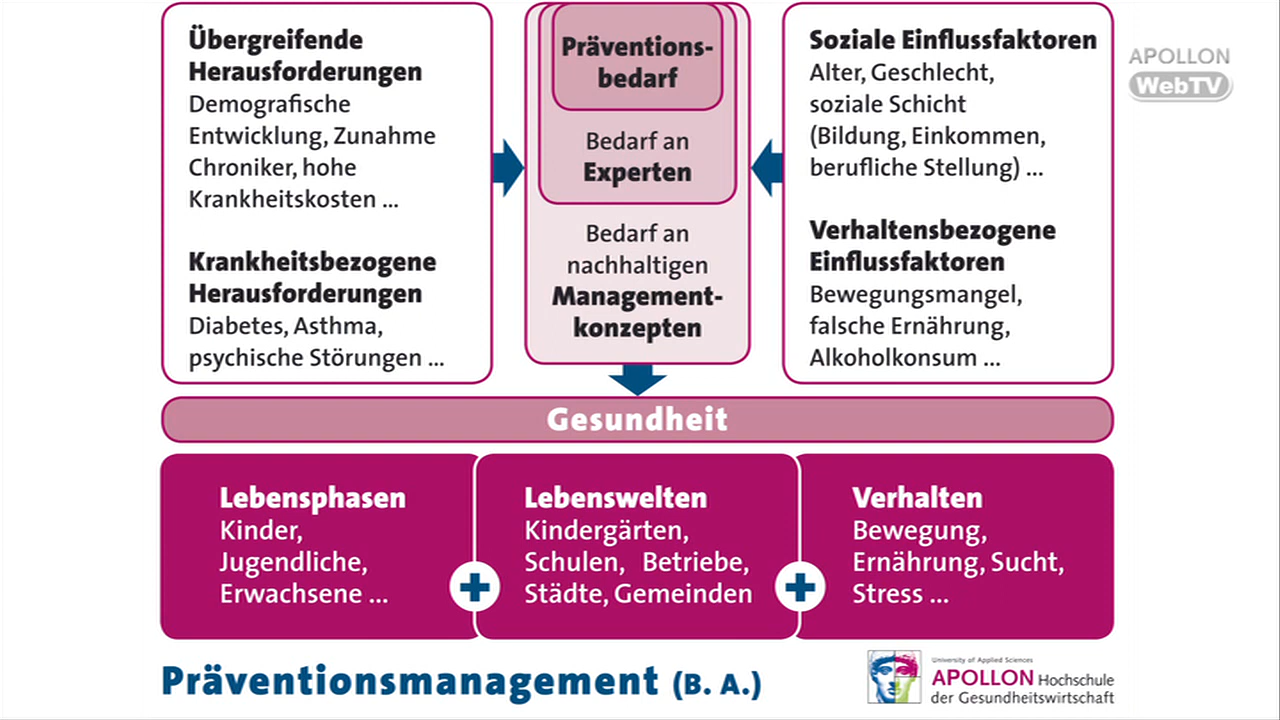 Übergreifende
Herausforderungen
Demografische
Entwicklung, Zunahme
Chroniker, hohe
Krankheitskosten ...
Krankheitsbezogene
Herausforderungen
Diabetes, Asthma,
psychische Störungen ...
Präventions-
bedarf
Bedarf an
Experten
Bedarf an
nachhaltigen
Management-
konzepten
Soziale Einflussfaktoren
Alter, Geschlecht,
soziale Schicht
(Bildung, Einkommen,
berufliche Stellung) ...
Verhaltensbezogene
Einflussfaktoren
Bewegungsmangel,
falsche Ernährung,
Alkoholkonsum ...
APOLLON
WebTV
Gesundheit
Lebensphasen
Kinder,
Jugendliche,
Erwachsene ...
Lebenswelten
Kindergärten,
Schulen, Betriebe,
Städte, Gemeinden
Verhalten
Bewegung,
Ernährung, Sucht,
Stress ...
Präventionsmanagement (B. A.)
University of Applied Sciences
APOLLON Hochschule
der Gesundheitswirtschaft